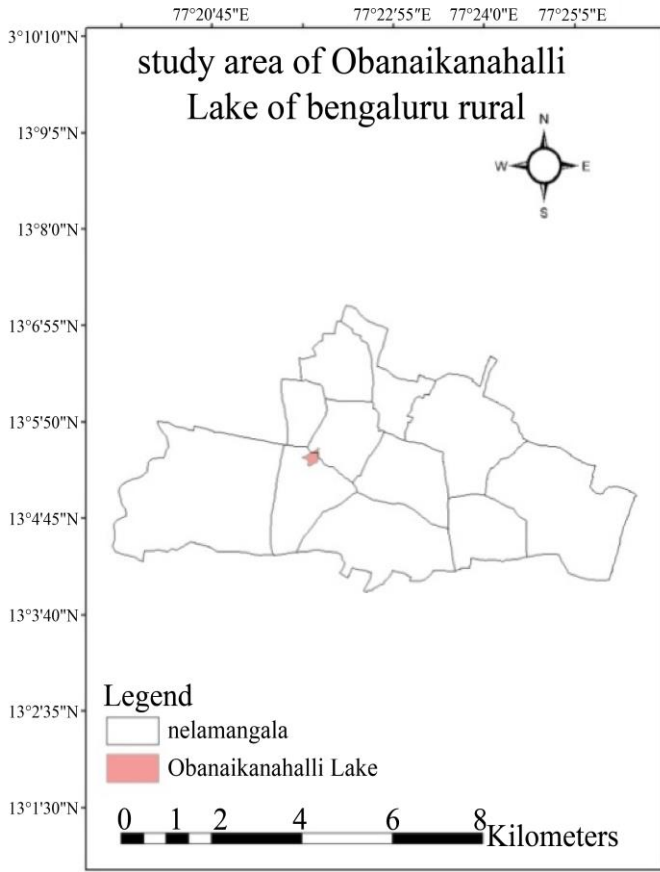 77°20'45"E 77°22'55"E 77°24'0"E 77°25'5"E
3°10'10"N
study area of Obanaikanahalli
Lake of bengaluru rural
13°9'5"N
N
W E
S
13°8'0"N
13°6'55"N
13°5'50"N
13°4'45"N
13°3'40"N
13°2'35"N
Legend
nelamangala
Obanaikanahalli Lake
13°1'30"N
0 1 2 4 6 8
Kilometers